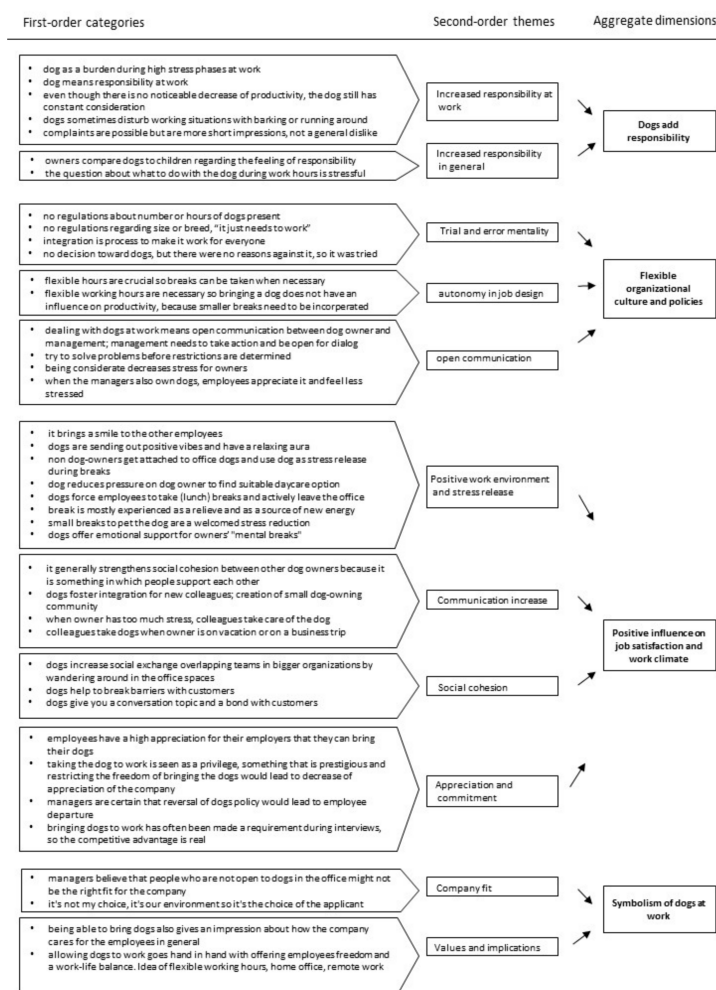 First-order categories
Second-order themes
Aggregate dimensions
• dog as a burden during high stress phases at work
• dog means responsibility at work
• even though there is no noticeable decrease of productivity, the dog still has
constant consideration
• dogs sometimes disturb working situations with barking or running around
• complaints are possible but are more short impressions, not a general dislike
Increased responsibility at
work
• owners compare dogs to children regarding the feeling of responsibility
• the question about what to do with the dog during work hours is stressful
Increased responsibility
in general
Dogs add
responsibility
• no regulations about number or hours of dogs present
• no regulations regarding size or breed, "it just needs to work"
• integration is process to make it work for everyone
• no decision toward dogs, but there were no reasons against it, so it was tried
Trial and error mentality
• flexible hours are crucial so breaks can be taken when necessary
• flexible working hours are necessary so bringing a dog does not have an
influence on productivity, because smaller breaks need to be incorperated
autonomy in job design
• dealing with dogs at work means open communication between dog owner and
management; management needs to take action and be open for dialog
• try to solve problems before restrictions are determined
• being considerate decreases stress for owners
• when the managers also own dogs, employees appreciate it and feel less
stressed
open communication
Flexible
organizational
culture and policies
• it brings a smile to the other employees
• dogs are sending out positive vibes and have a relaxing aura
• non dog-owners get attached to office dogs and use dog as stress release
during breaks
• dog reduces pressure on dog owner to find suitable daycare option
• dogs force employees to take (lunch) breaks and actively leave the office
• break is mostly experienced as a relieve and as a source of new energy
• small breaks to pet the dog are a welcomed stress reduction
• dogs offer emotional support for owners' "mental breaks"
Positive work environment
and stress release
• it generally strengthens social cohesion between other dog owners because it
is something in which people support each other
• dogs foster integration for new colleagues; creation of small dog-owning
community
• when owner has too much stress, colleagues take care of the dog
• colleagues take dogs when owner is on vacation or on a business trip
Communication increase
• dogs increase social exchange overlapping teams in bigger organizations by
wandering around in the office spaces
• dogs help to break barriers with customers
• dogs give you a conversation topic and a bond with customers
Social cohesion
• employees have a high appreciation for their employers that they can bring
their dogs
• taking the dog to work is seen as a privilege, something that is prestigious and
restricting the freedom of bringing the dogs would lead to decrease of
appreciation of the company
• managers are certain that reversal of dogs policy would lead to employee
departure
• bringing dogs to work has often been made a requirement during interviews,
so the competitive advantage is real
Appreciation and
commitment
Positive influence on
job satisfaction and
work climate
• managers believe that people who are not open to dogs in the office might not
be the right fit for the company
• it's not my choice, it's our environment so it's the choice of the applicant
Company fit
• being able to bring dogs also gives an impression about how the company
cares for the employees in general
• allowing dogs to work goes hand in hand with offering employees freedom and
a work-life balance. Idea of flexible working hours, home office, remote work
Values and implications
Symbolism of dogs at
work